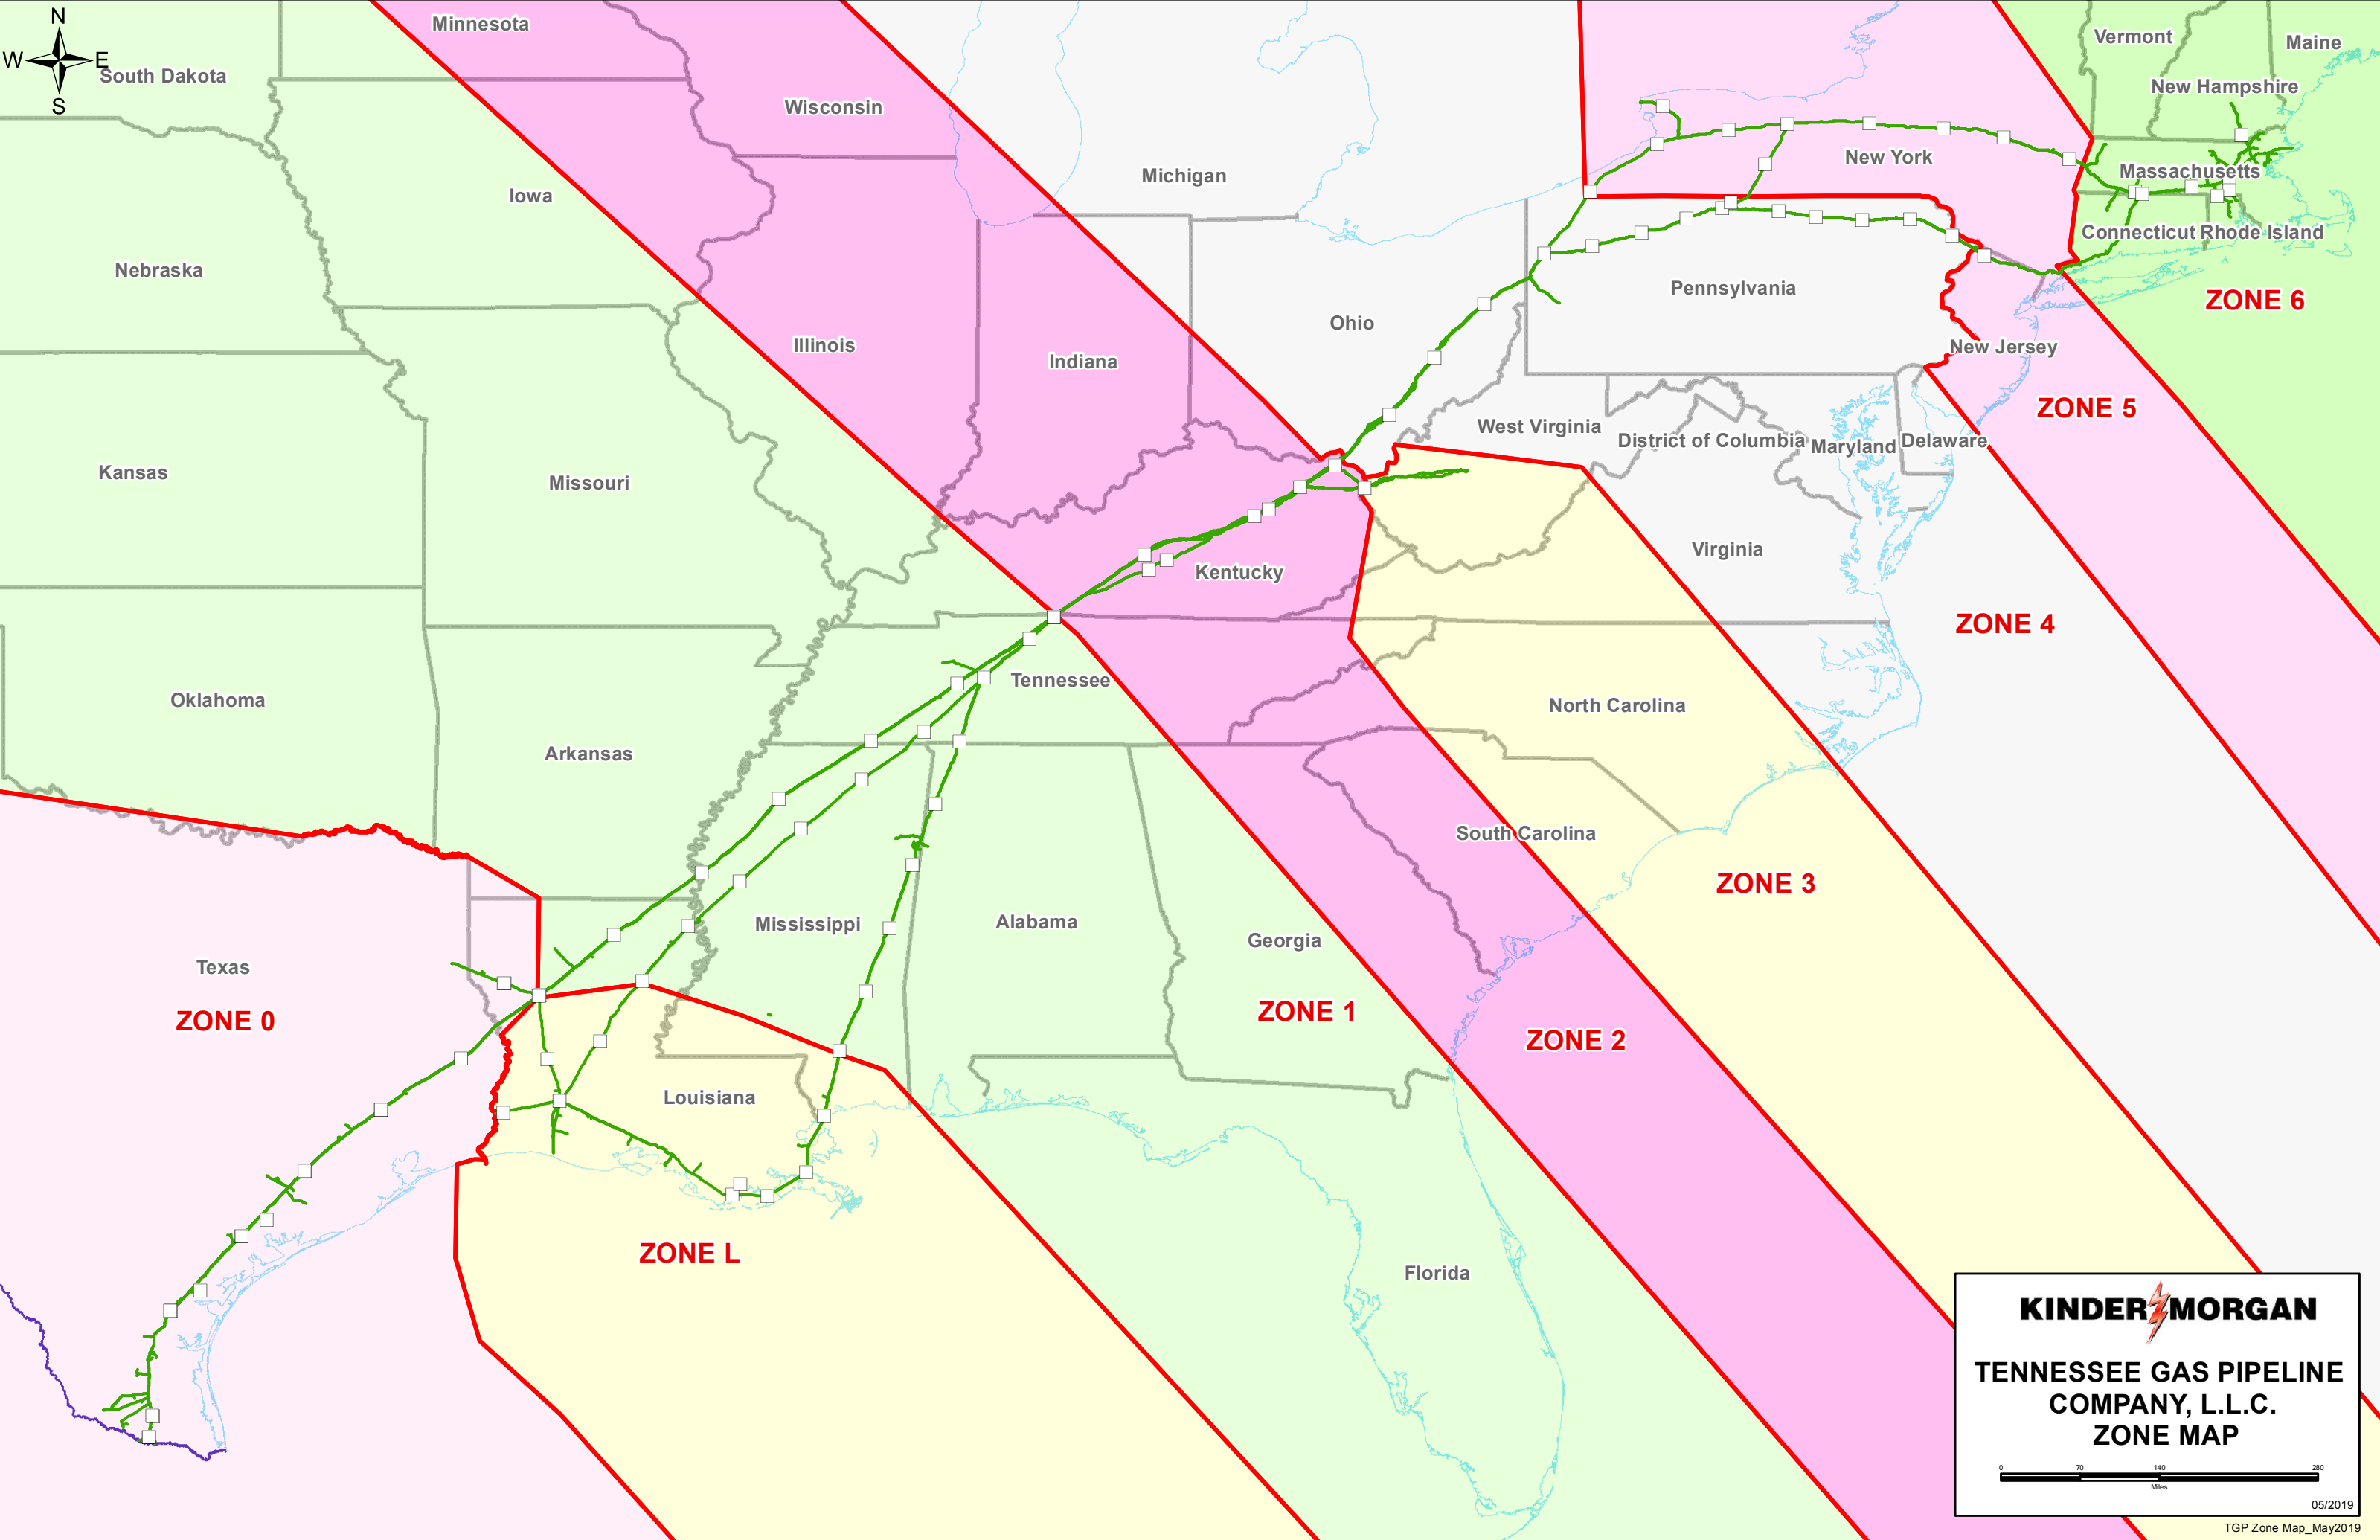 N
W
E
S
Minnesota
South Dakota
Wisconsin
Iowa
Nebraska
Illinois
Michigan
Indiana
Ohio
Kansas
Missouri
Kentucky
Oklahoma
Arkansas
Tennessee
Texas
ZONE 0
Mississippi
Alabama
Georgia
Louisiana
ZONE L
Florida
ZONE 1
ZONE 2
ZONE 3
South Carolina
North Carolina
Virginia
West Virginia
District of Columbia
Maryland
Delaware
Pennsylvania
New York
New Jersey
ZONE 4
ZONE 5
ZONE 6
Vermont
Maine
New Hampshire
Massachusetts
Connecticut
Rhode Island
KINDER MORGAN
TENNESSEE GAS PIPELINE
COMPANY, L.L.C.
ZONE MAP
0 70 140 280
Miles
05/2019
TGP Zone Map_May2019